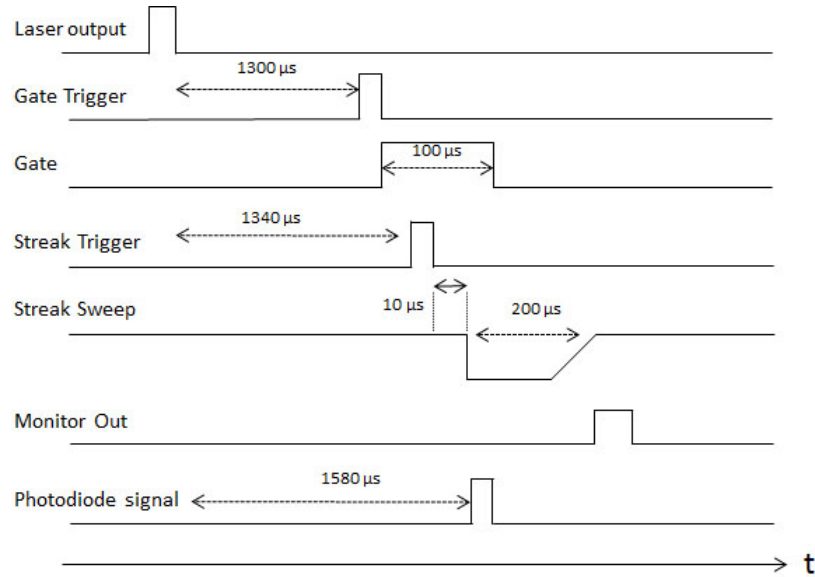 Laser output
1300 µs
Gate Trigger
100 µs
Gate
1340 µs
Streak Trigger
10 µs
200 µs
Streak Sweep
Monitor Out
1580 µs
Photodiode signal
t